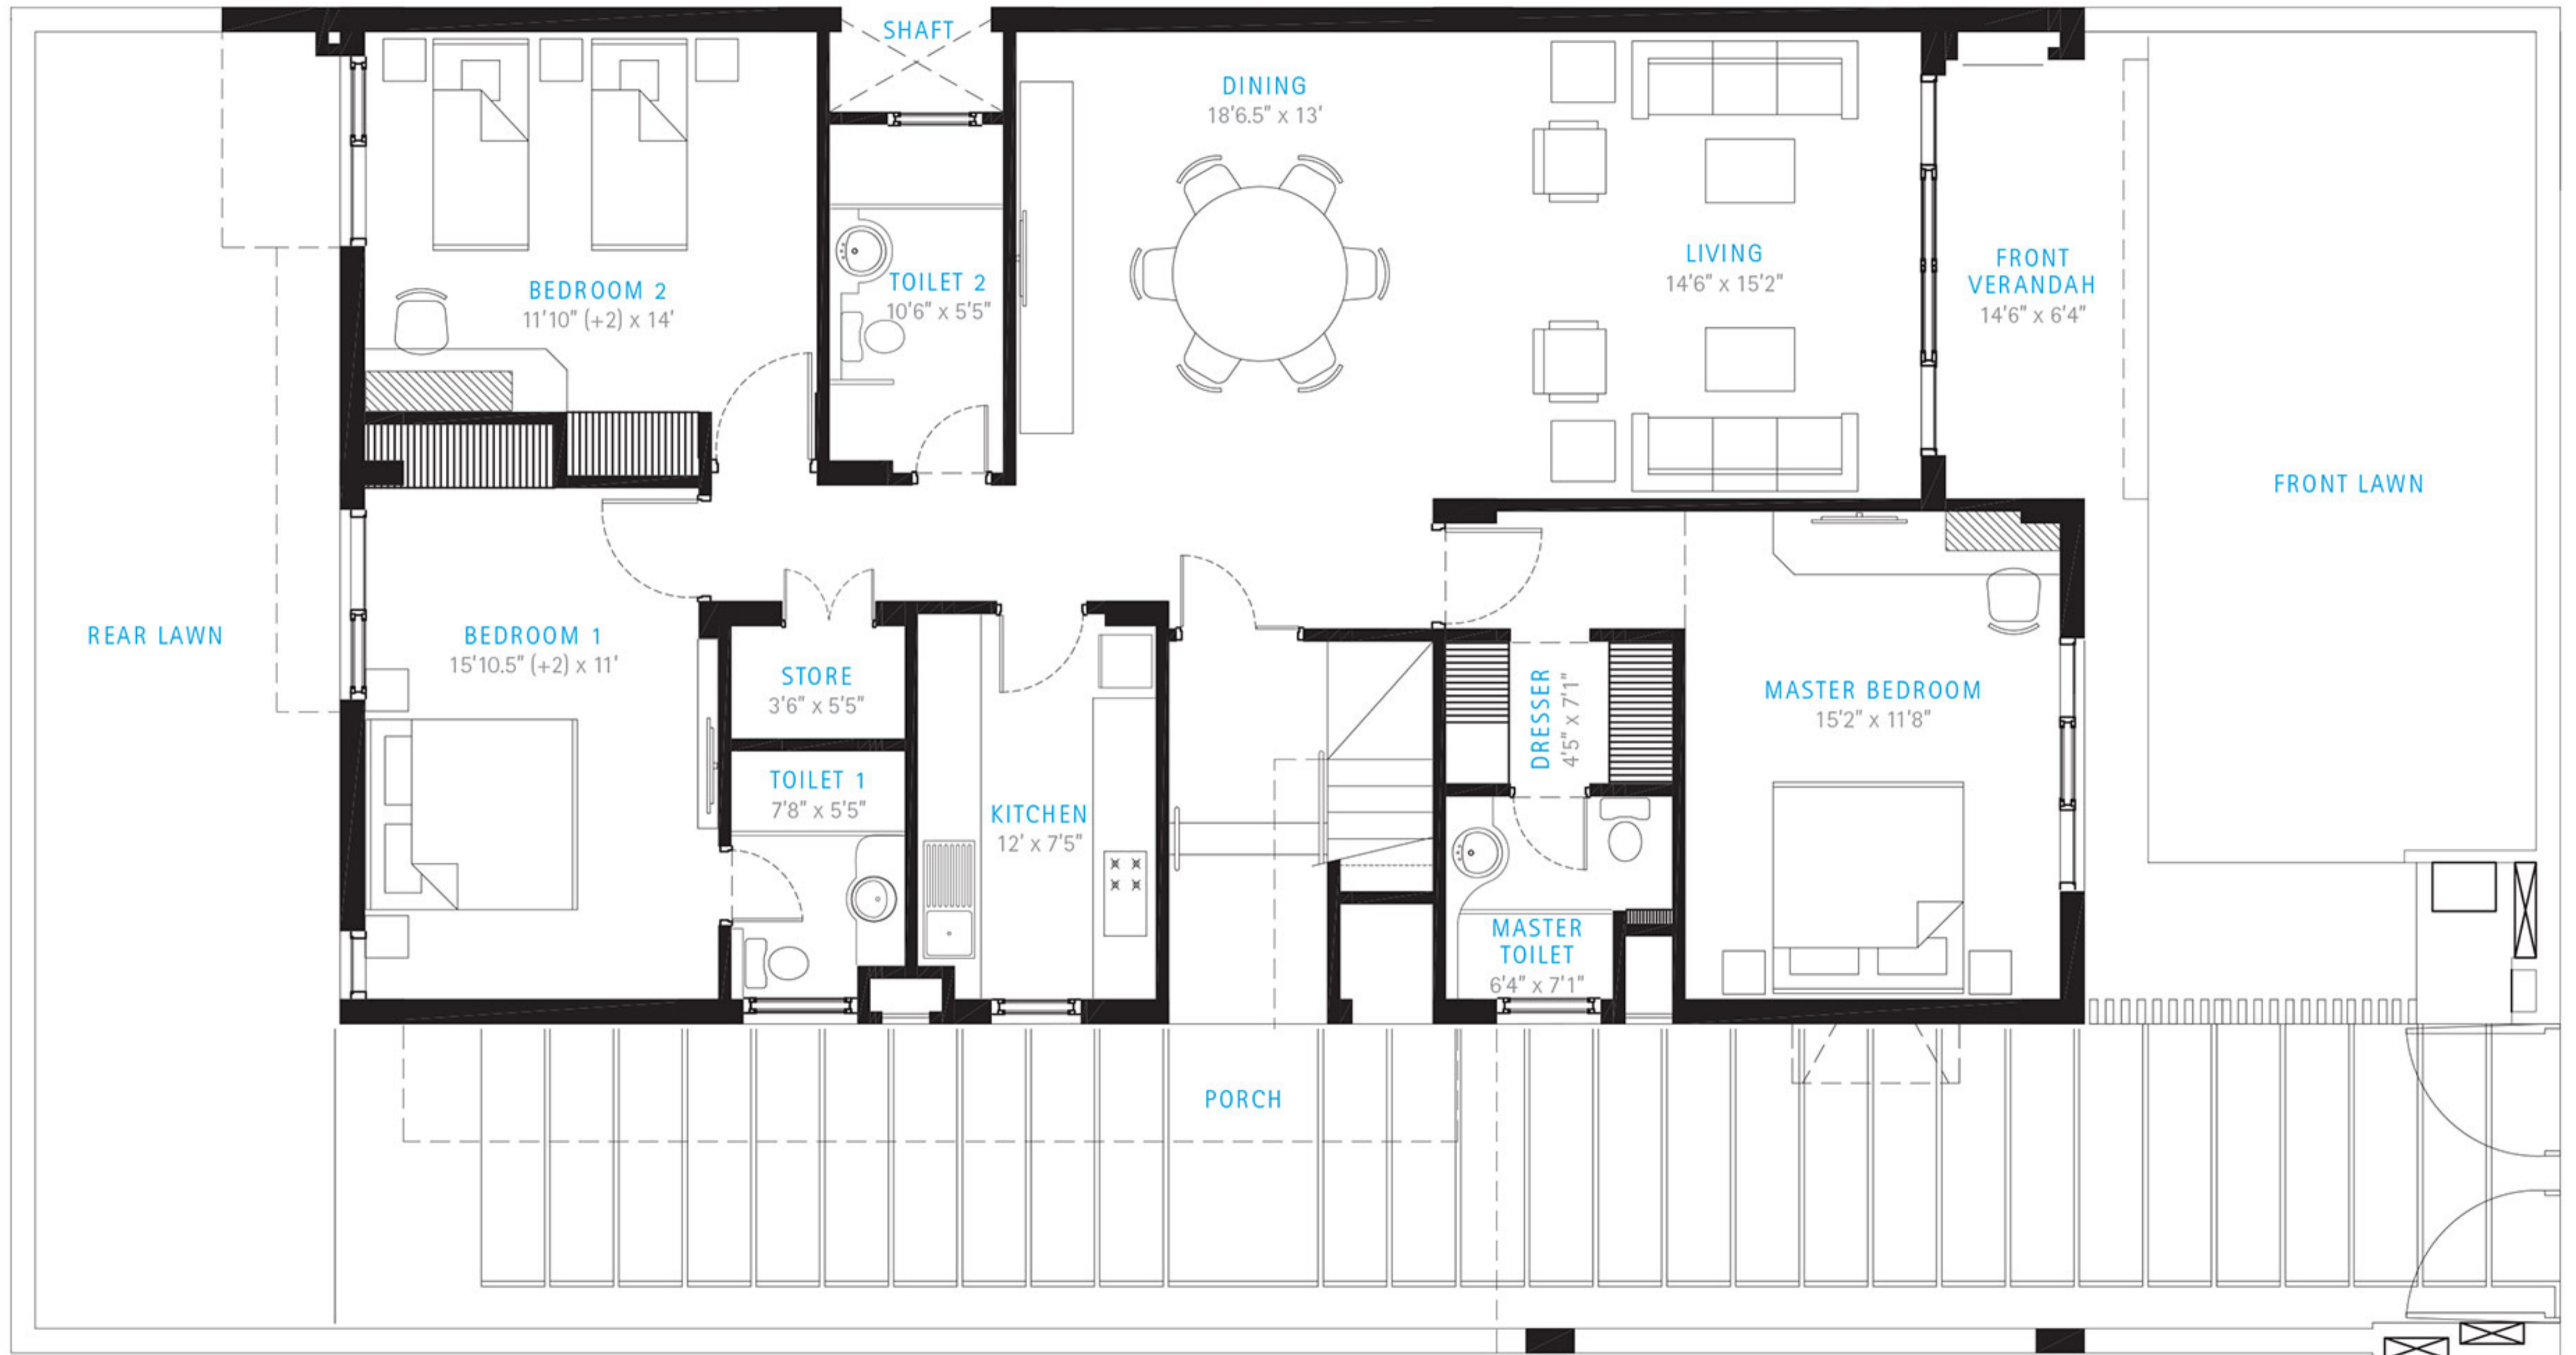 SHAFT
DINING
18'6.5" x 13'
LIVING
14'6" x 15'2"
FRONT
VERANDAH
14'6" x 6'4"
BEDROOM 2
11'10" (+2) x 14'
TOILET 2
10'6" x 5'5"
FRONT LAWN
REAR LAWN
BEDROOM 1
15'10.5" (+2) x 11'
STORE
3'6" x 5'5"
TOILET 1
7'8" x 5'5"
KITCHEN
12' x 7'5"
DRESSER
4'5" x 7'1"
MASTER BEDROOM
15'2" x 11'8"
MASTER
TOILET
6'4" x 7'1"
PORCH